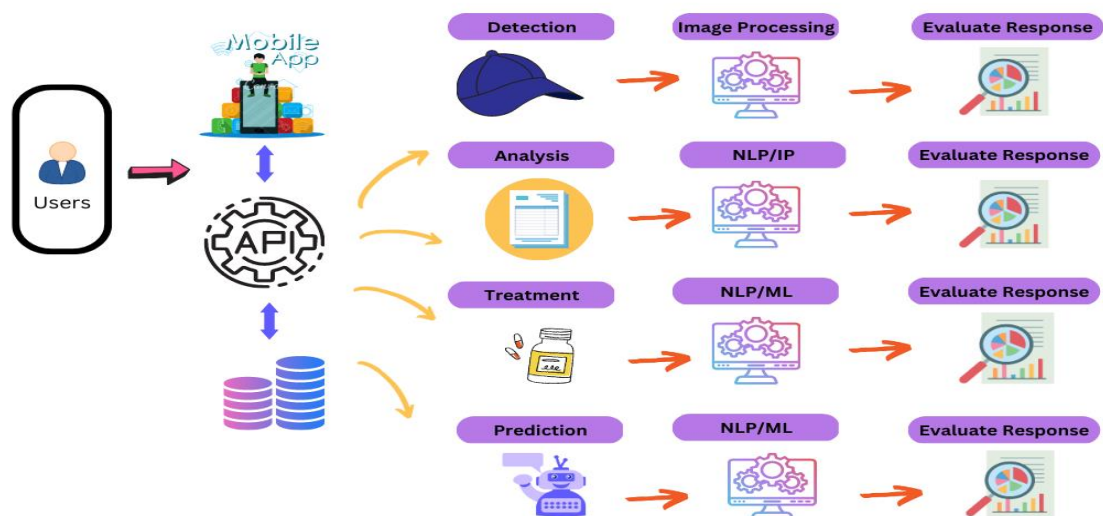 Mobile
App
Users
API
Detection
Image Processing
Evaluate Response
Analysis
NLP/IP
Evaluate Response
Treatment
NLP/ML
Evaluate Response
Prediction
NLP/ML
Evaluate Response